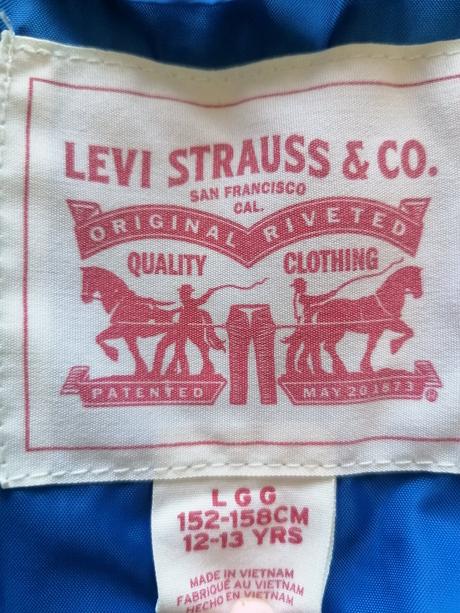 LEVI STRAUSS & CO.
SAN FRANCISCO
CAL.
ORIGINAL RIVETED
QUALITY CLOTHING
PATENTED MAY 20 1873
L G G
152-158CM
12-13 YRS
MADE IN VIETNAM
FABRIQUÉ AU VIETNAM
HECHO EN VIETNAM